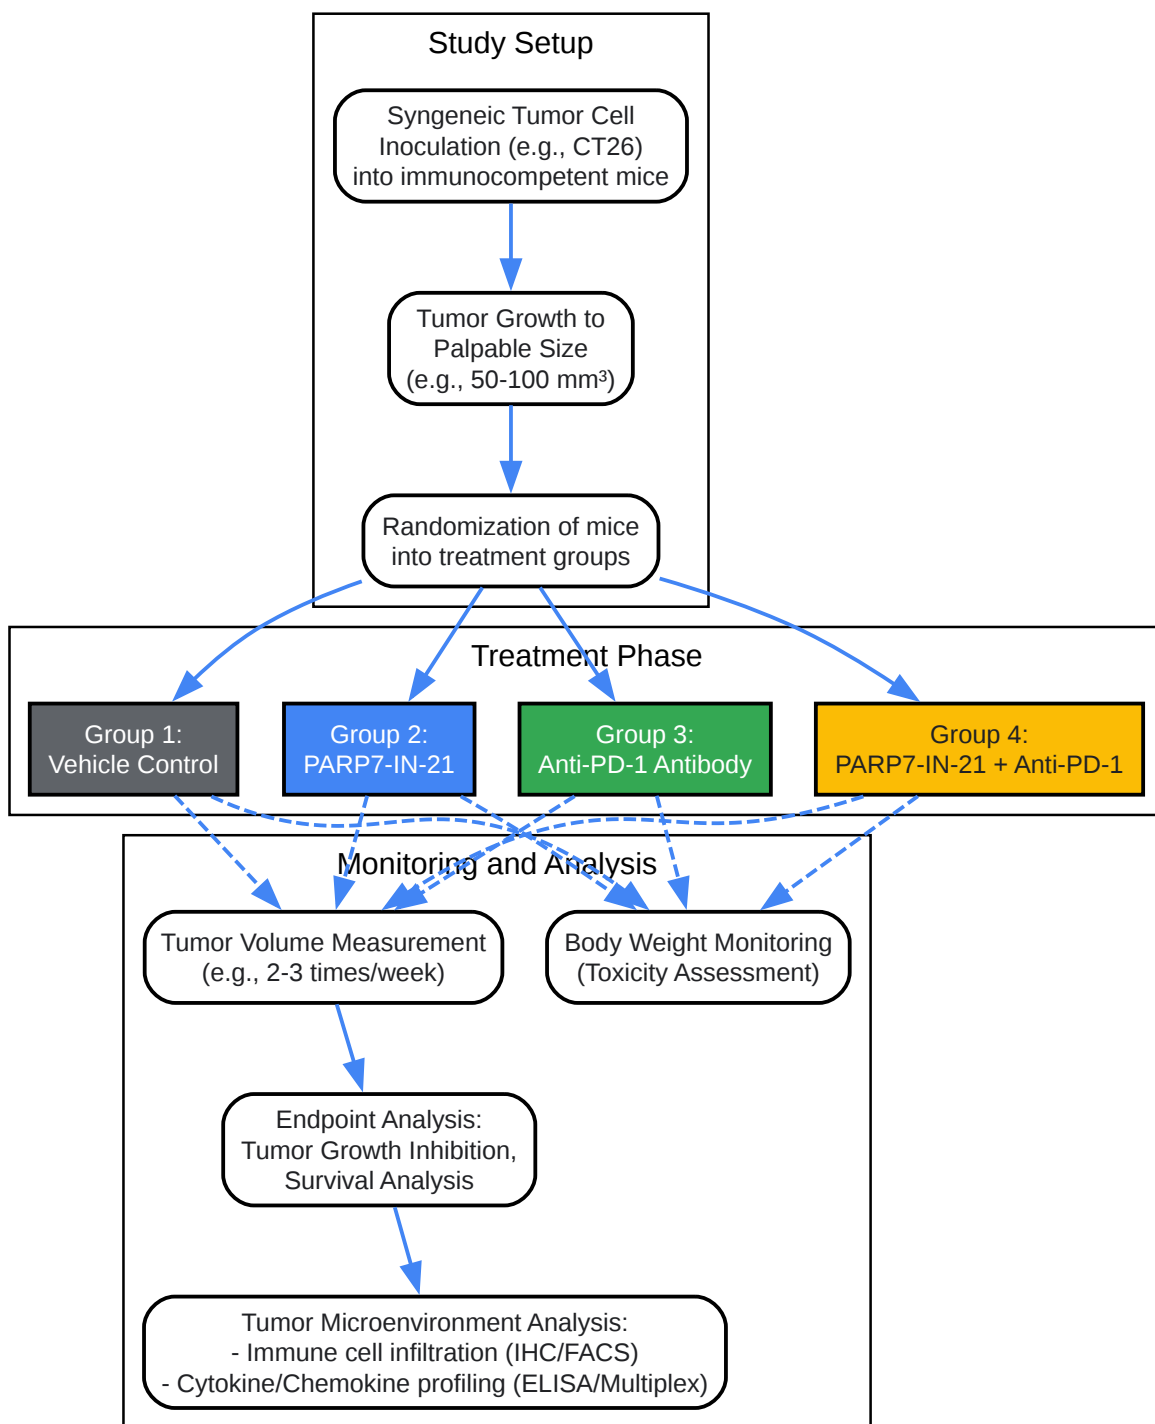 Study Setup
Syngeneic Tumor Cell
Inoculation (e.g., CT26)
into immunocompetent mice
Tumor Growth to
Palpable Size
(e.g., 50-100 mm³)
Randomization of mice
into treatment groups
Treatment Phase
Group 1:
Vehicle Control
Group 2:
PARP7-IN-21
Group 3:
Anti-PD-1 Antibody
Group 4:
PARP7-IN-21 + Anti-PD-1
Monitoring and Analysis
Tumor Volume Measurement
(e.g., 2-3 times/week)
Body Weight Monitoring
(Toxicity Assessment)
Endpoint Analysis:
Tumor Growth Inhibition,
Survival Analysis
Tumor Microenvironment Analysis:
- Immune cell infiltration (IHC/FACS)
- Cytokine/Chemokine profiling (ELISA/Multiplex)